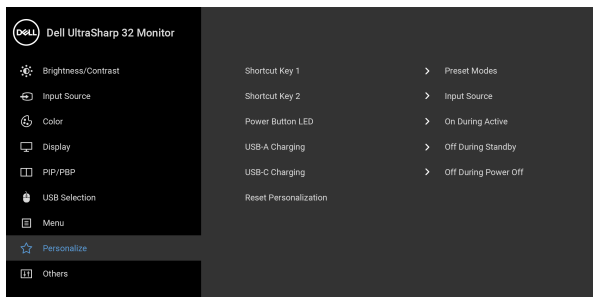 DELL Dell UltraSharp 32 Monitor
Brightness/Contrast
Input Source
Color
Display
PIP/PBP
USB Selection
Menu
Personalize
Others
Shortcut Key 1 > Preset Modes
Shortcut Key 2 > Input Source
Power Button LED > On During Active
USB-A Charging > Off During Standby
USB-C Charging > Off During Power Off
Reset Personalization